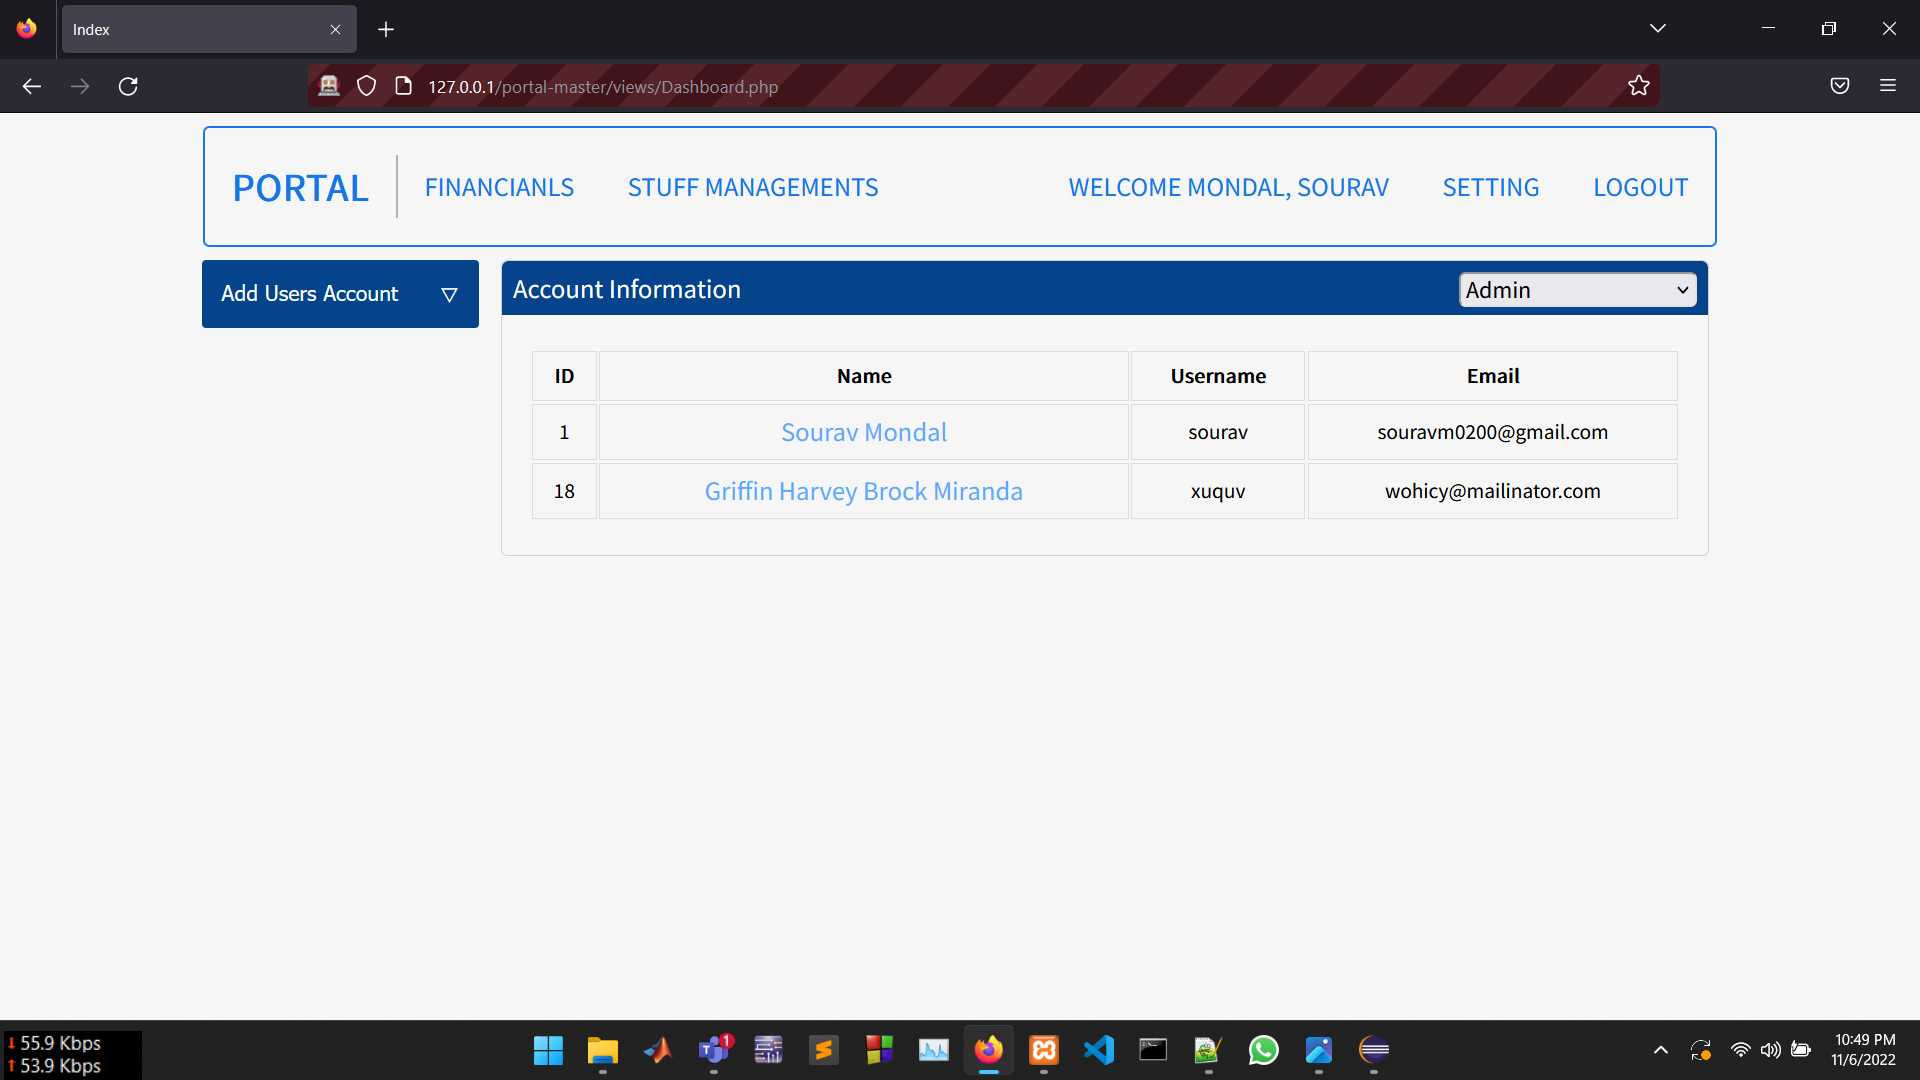 Index
127.0.0.1/portal-master/views/Dashboard.php
PORTAL FINANCIANLS STUFF MANAGEMENTS WELCOME MONDAL, SOURAV SETTING LOGOUT
Add Users Account
Account Information Admin
ID Name Username Email
1 Sourav Mondal sourav souravm0200@gmail.com
18 Griffin Harvey Brock Miranda xuquv wohicy@mailinator.com
55.9 Kbps
53.9 Kbps
1
10:49 PM
11/6/2022